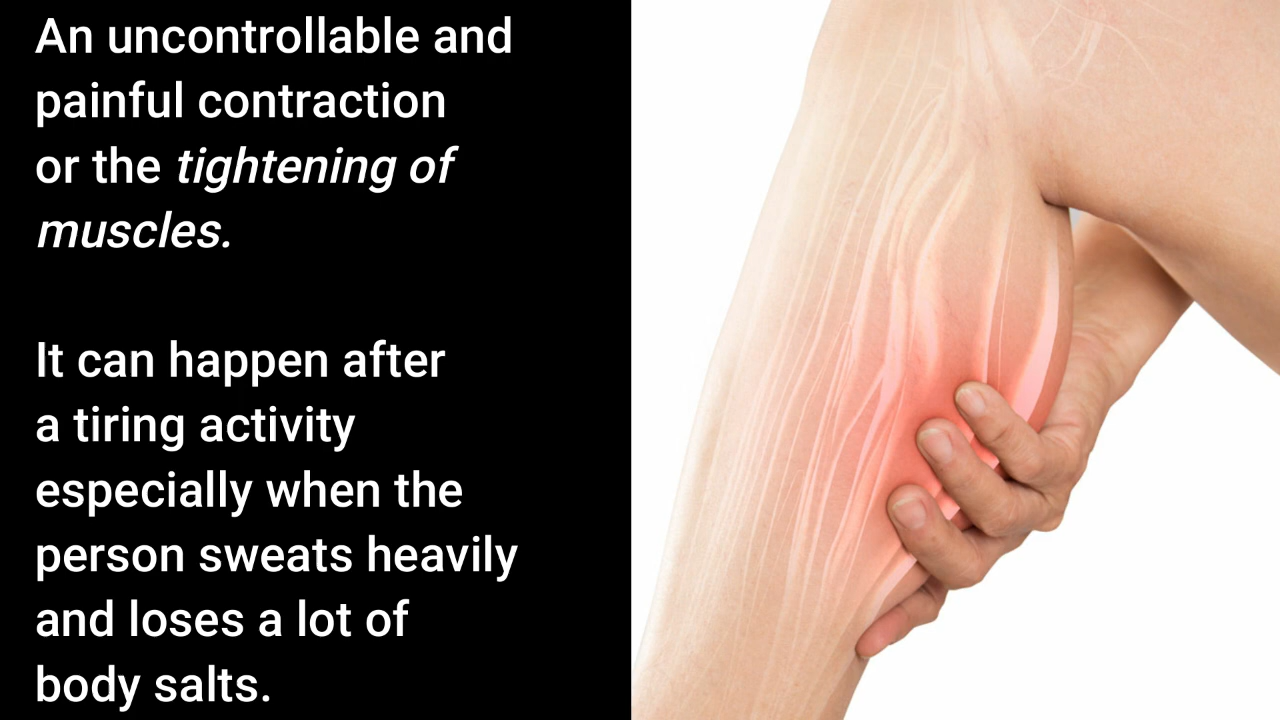 An uncontrollable and
painful contraction
or the tightening of
muscles.
It can happen after
a tiring activity
especially when the
person sweats heavily
and loses a lot of
body salts.